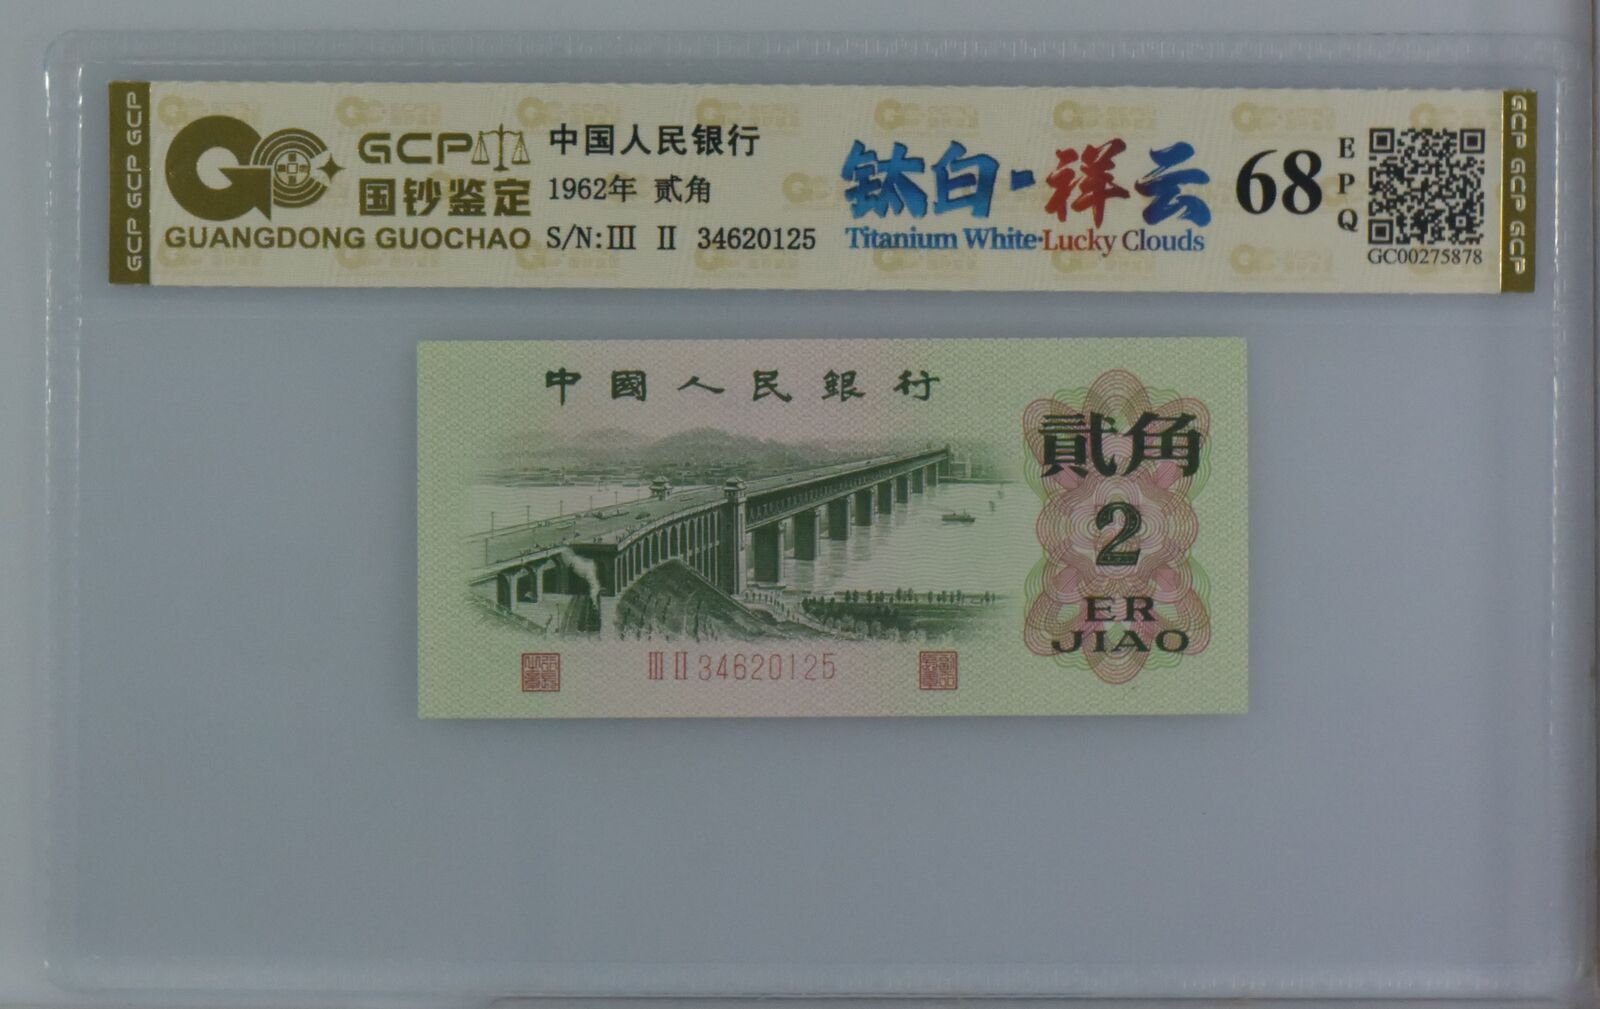 GCP GCP GCP
GCP
国钞鉴定
GUANGDONG GUOCHAO
中国人民银行
1962年 贰角
S/N:III II 34620125
钛白·祥云
Titanium White·Lucky Clouds
68
EPQ
GC00275878
GCP GCP GCP
中國人民銀行
貳角
2
ER
JIAO
III II 34620125